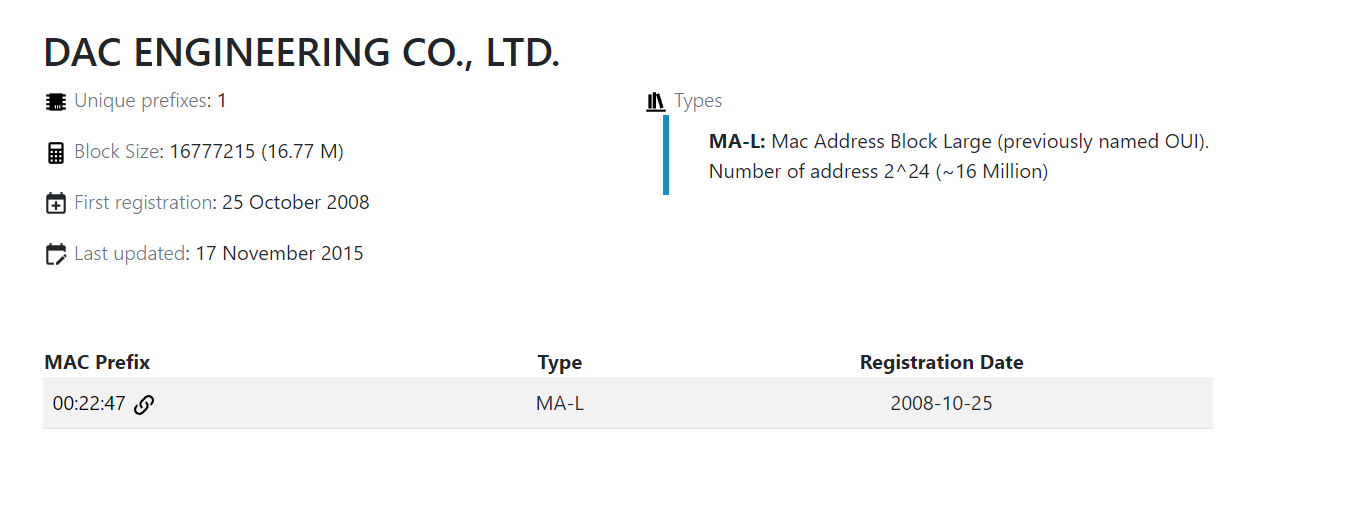 DAC ENGINEERING CO., LTD.
Unique prefixes: 1
Block Size: 16777215 (16.77 M)
First registration: 25 October 2008
Last updated: 17 November 2015
Types
MA-L: Mac Address Block Large (previously named OUI).
Number of address 2^24 (~16 Million)
MAC Prefix Type Registration Date
00:22:47 MA-L 2008-10-25